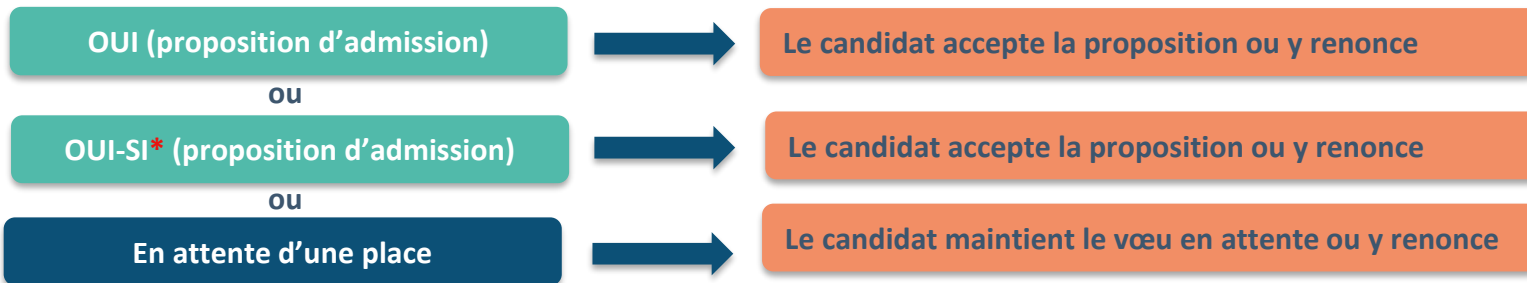 OUI (proposition d’admission)
Le candidat accepte la proposition ou y renonce
ou
OUI-SI* (proposition d’admission)
Le candidat accepte la proposition ou y renonce
ou
En attente d’une place
Le candidat maintient le vœu en attente ou y renonce